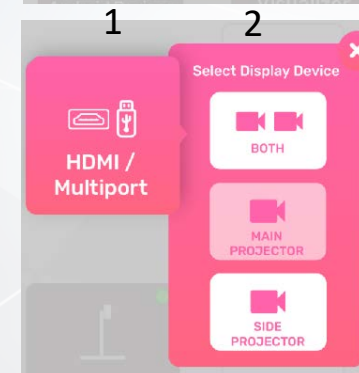 1
2
HDMI /
Multiport
Select Display Device
BOTH
MAIN
PROJECTOR
SIDE
PROJECTOR